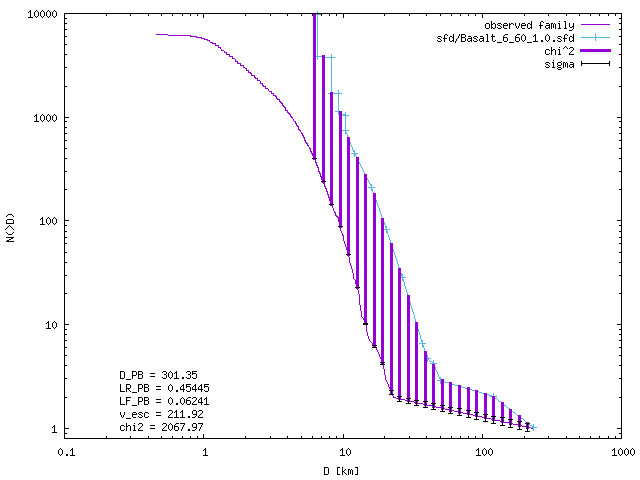 10000
1000
100
10
1
N(>D)
observed family
sfd/Basalt_6_60_1.0.sfd
chi^2
sigma
D_PB = 301.35
LR_PB = 0.45445
LF_PB = 0.06241
v_esc = 211.92
chi2 = 2067.97
0.1 1 10 100 1000
D [km]